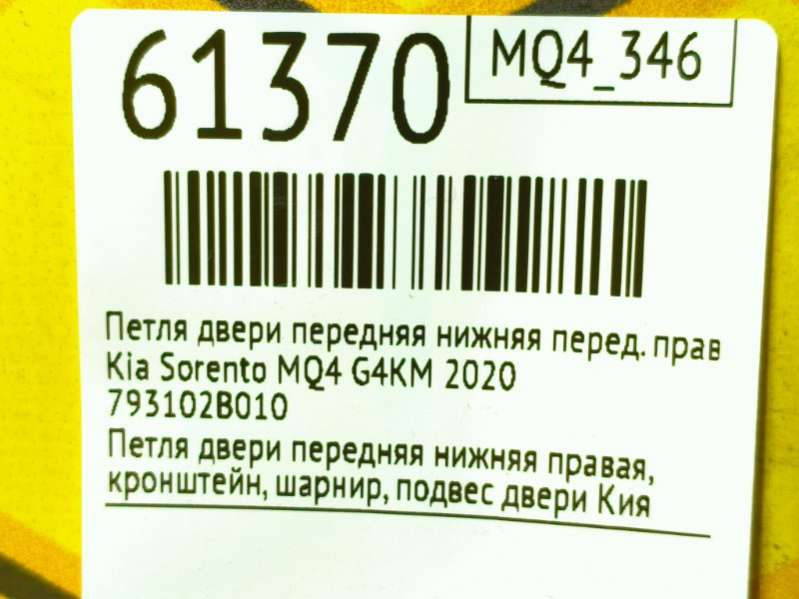 61370
MQ4_346
Петля двери передняя нижняя перед. прав
Kia Sorento MQ4 G4KM 2020
793102B010
Петля двери передняя нижняя правая,
кронштейн, шарнир, подвес двери Кия